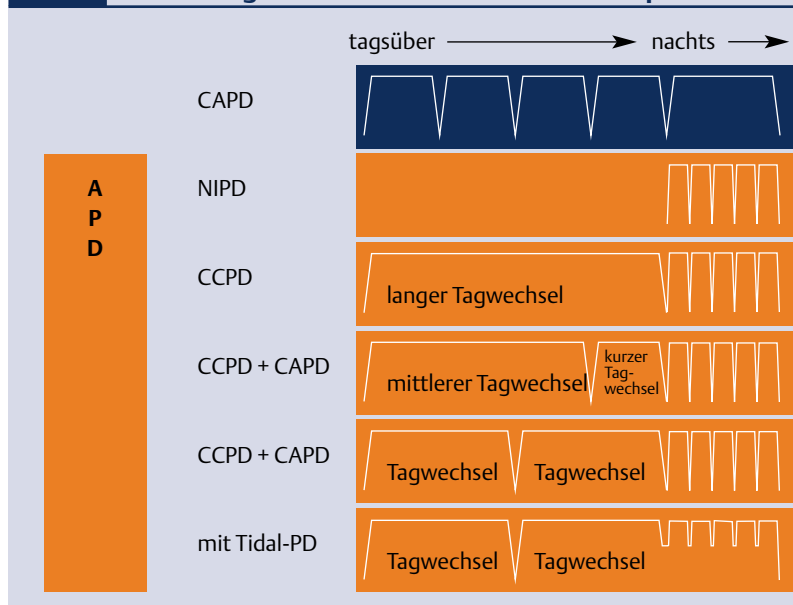 tagsüber nachts
CAPD
A
P
D
NIPD
CCPD
langer Tagwechsel
CCPD + CAPD
mittlerer Tagwechsel
kurzer
Tag-
wechsel
CCPD + CAPD
Tagwechsel Tagwechsel
mit Tidal-PD
Tagwechsel Tagwechsel